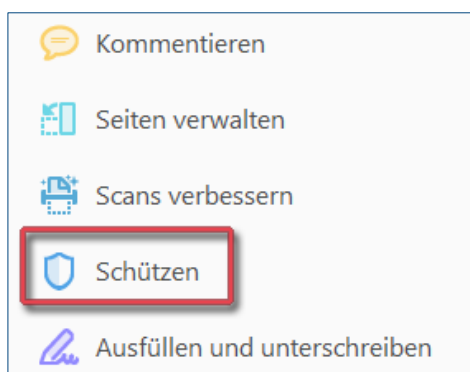 Kommentieren
Seiten verwalten
Scans verbessern
Schützen
Ausfüllen und unterschreiben